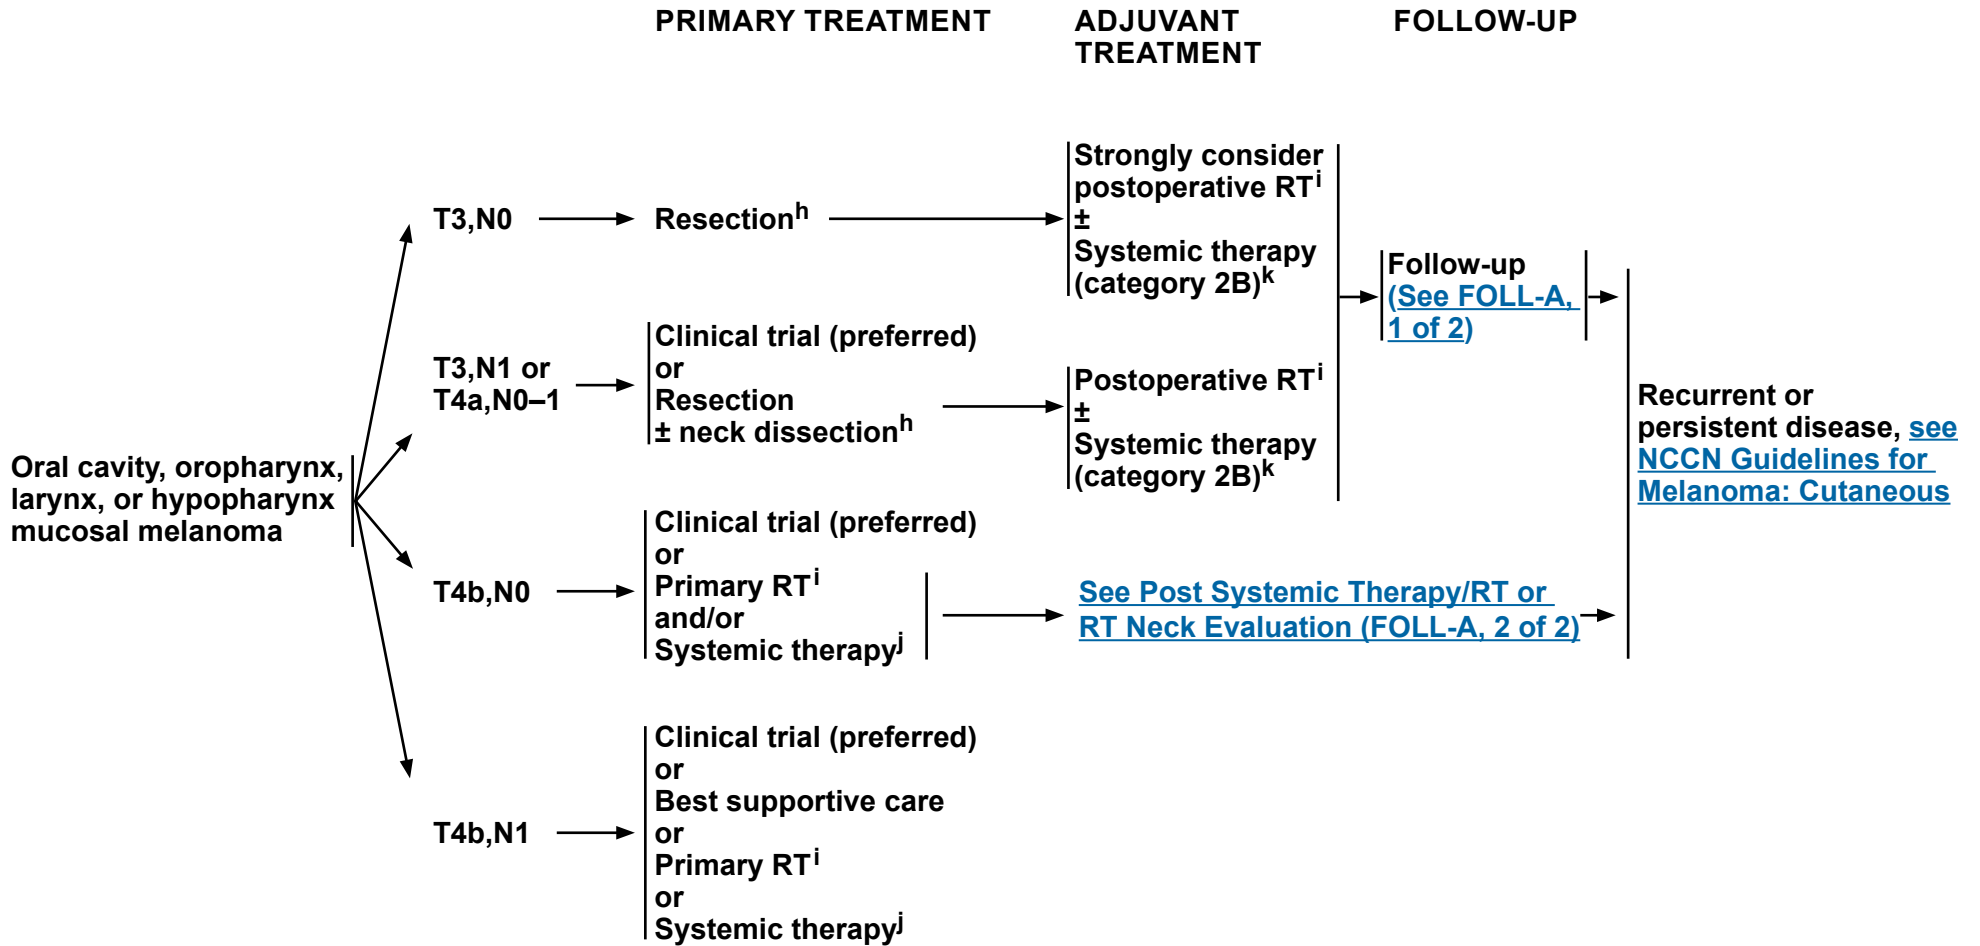 PRIMARY TREATMENT
ADJUVANT
TREATMENT
FOLLOW-UP
Oral cavity, oropharynx,
larynx, or hypopharynx
mucosal melanoma
T3,N0
Resectionʰ
Strongly consider
postoperative RTⁱ
±
Systemic therapy
(category 2B)ᵏ
T3,N1 or
T4a,N0–1
Clinical trial (preferred)
or
Resection
± neck dissectionʰ
Postoperative RTⁱ
±
Systemic therapy
(category 2B)ᵏ
Follow-up
(See FOLL-A,
1 of 2)
T4b,N0
Clinical trial (preferred)
or
Primary RTⁱ
and/or
Systemic therapyʲ
See Post Systemic Therapy/RT or
RT Neck Evaluation (FOLL-A, 2 of 2)
Recurrent or
persistent disease, see
NCCN Guidelines for
Melanoma: Cutaneous
T4b,N1
Clinical trial (preferred)
or
Best supportive care
or
Primary RTⁱ
or
Systemic therapyʲ